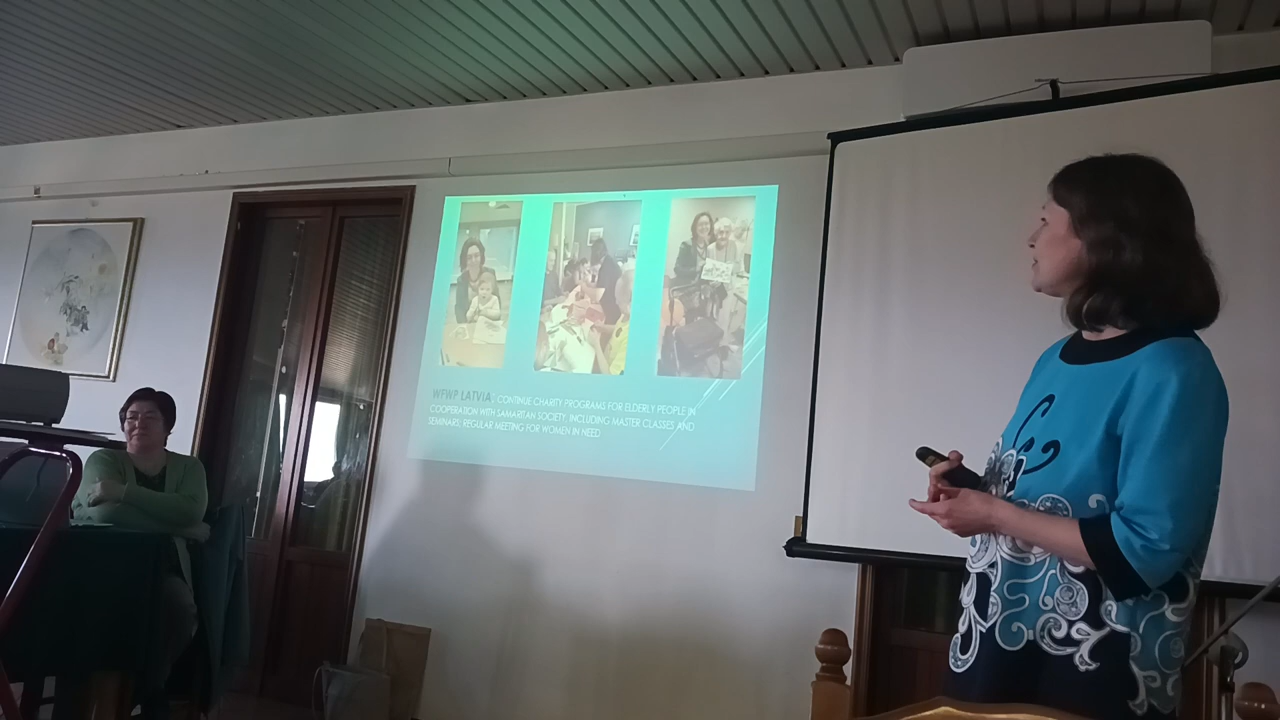 WFWP LATVIA: CONTINUE CHARITY PROGRAMS FOR ELDERLY PEOPLE IN
COOPERATION WITH SAMARITAN SOCIETY, INCLUDING MASTER CLASSES AND
SEMINARS; REGULAR MEETING FOR WOMEN IN NEED